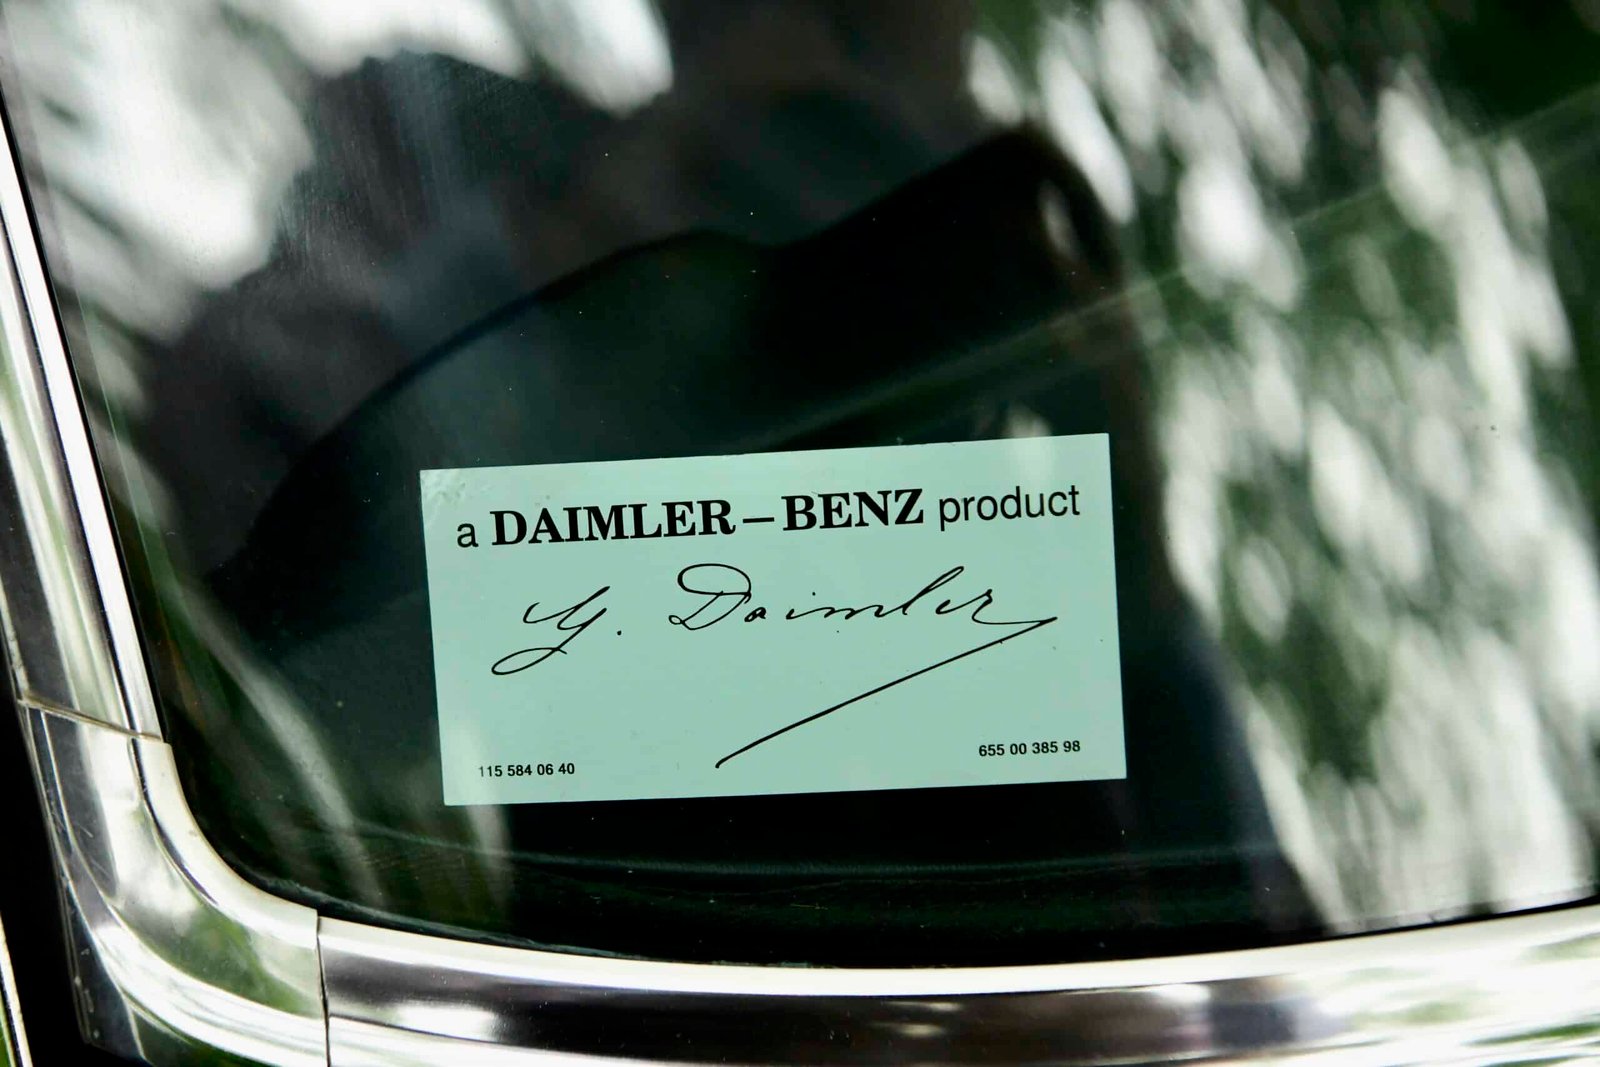 a DAIMLER–BENZ product
G. Daimler
115 584 06 40
655 00 385 98